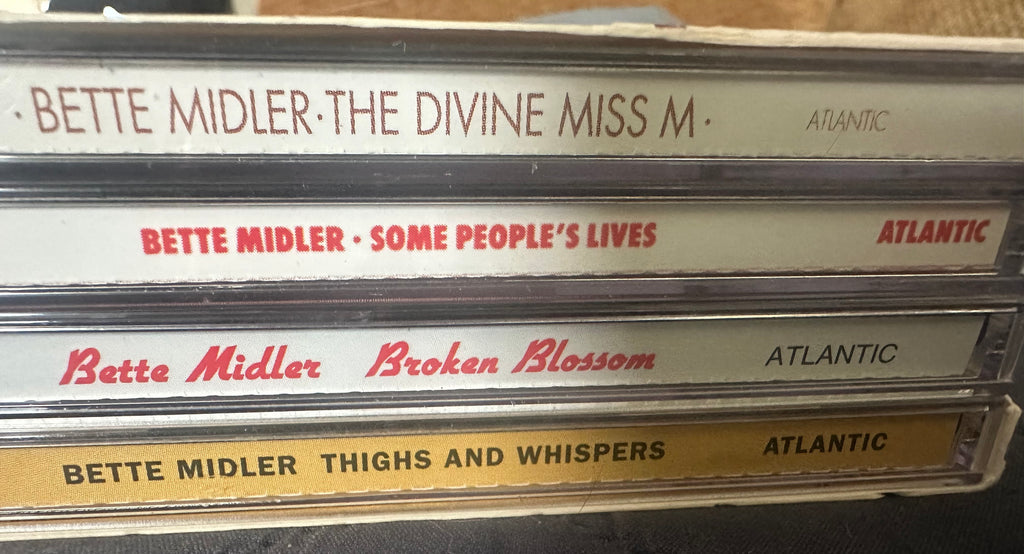 · BETTE MIDLER · THE DIVINE MISS M · ATLANTIC
BETTE MIDLER · SOME PEOPLE'S LIVES ATLANTIC
Bette Midler Broken Blossom ATLANTIC
BETTE MIDLER THIGHS AND WHISPERS ATLANTIC